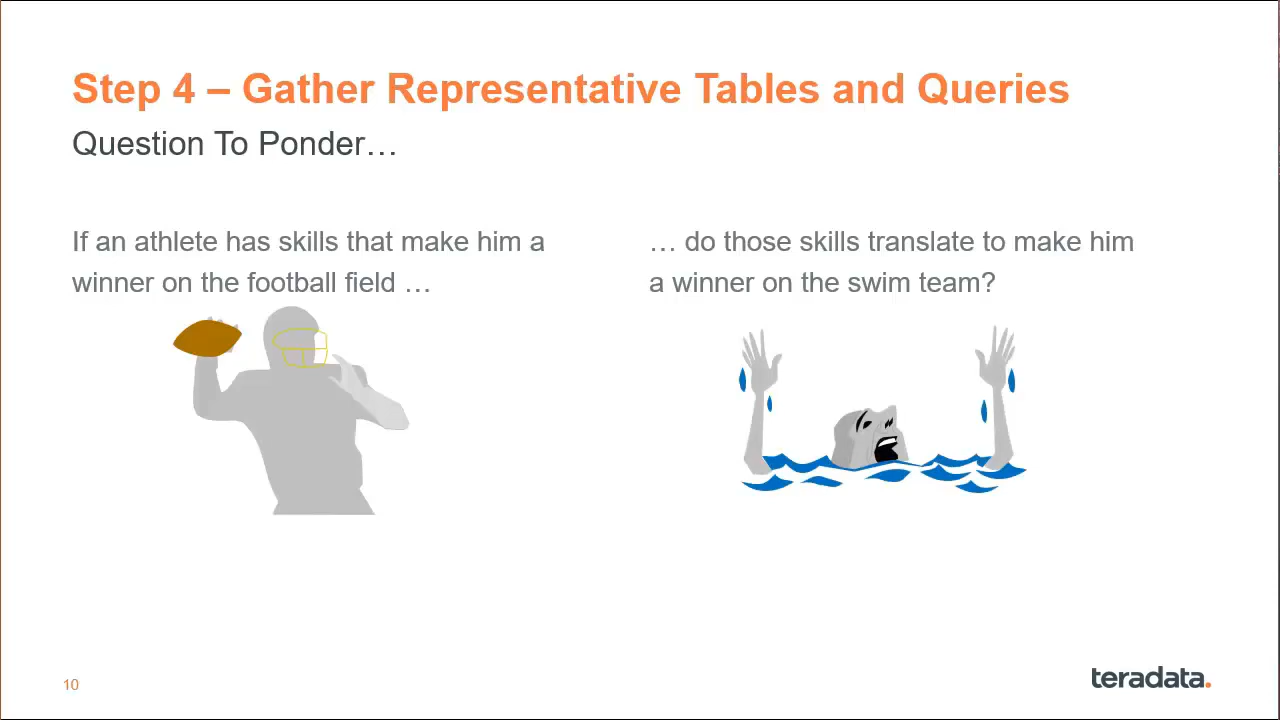 Step 4 – Gather Representative Tables and Queries
Question To Ponder…
If an athlete has skills that make him a
winner on the football field …
… do those skills translate to make him
a winner on the swim team?
10
teradata.